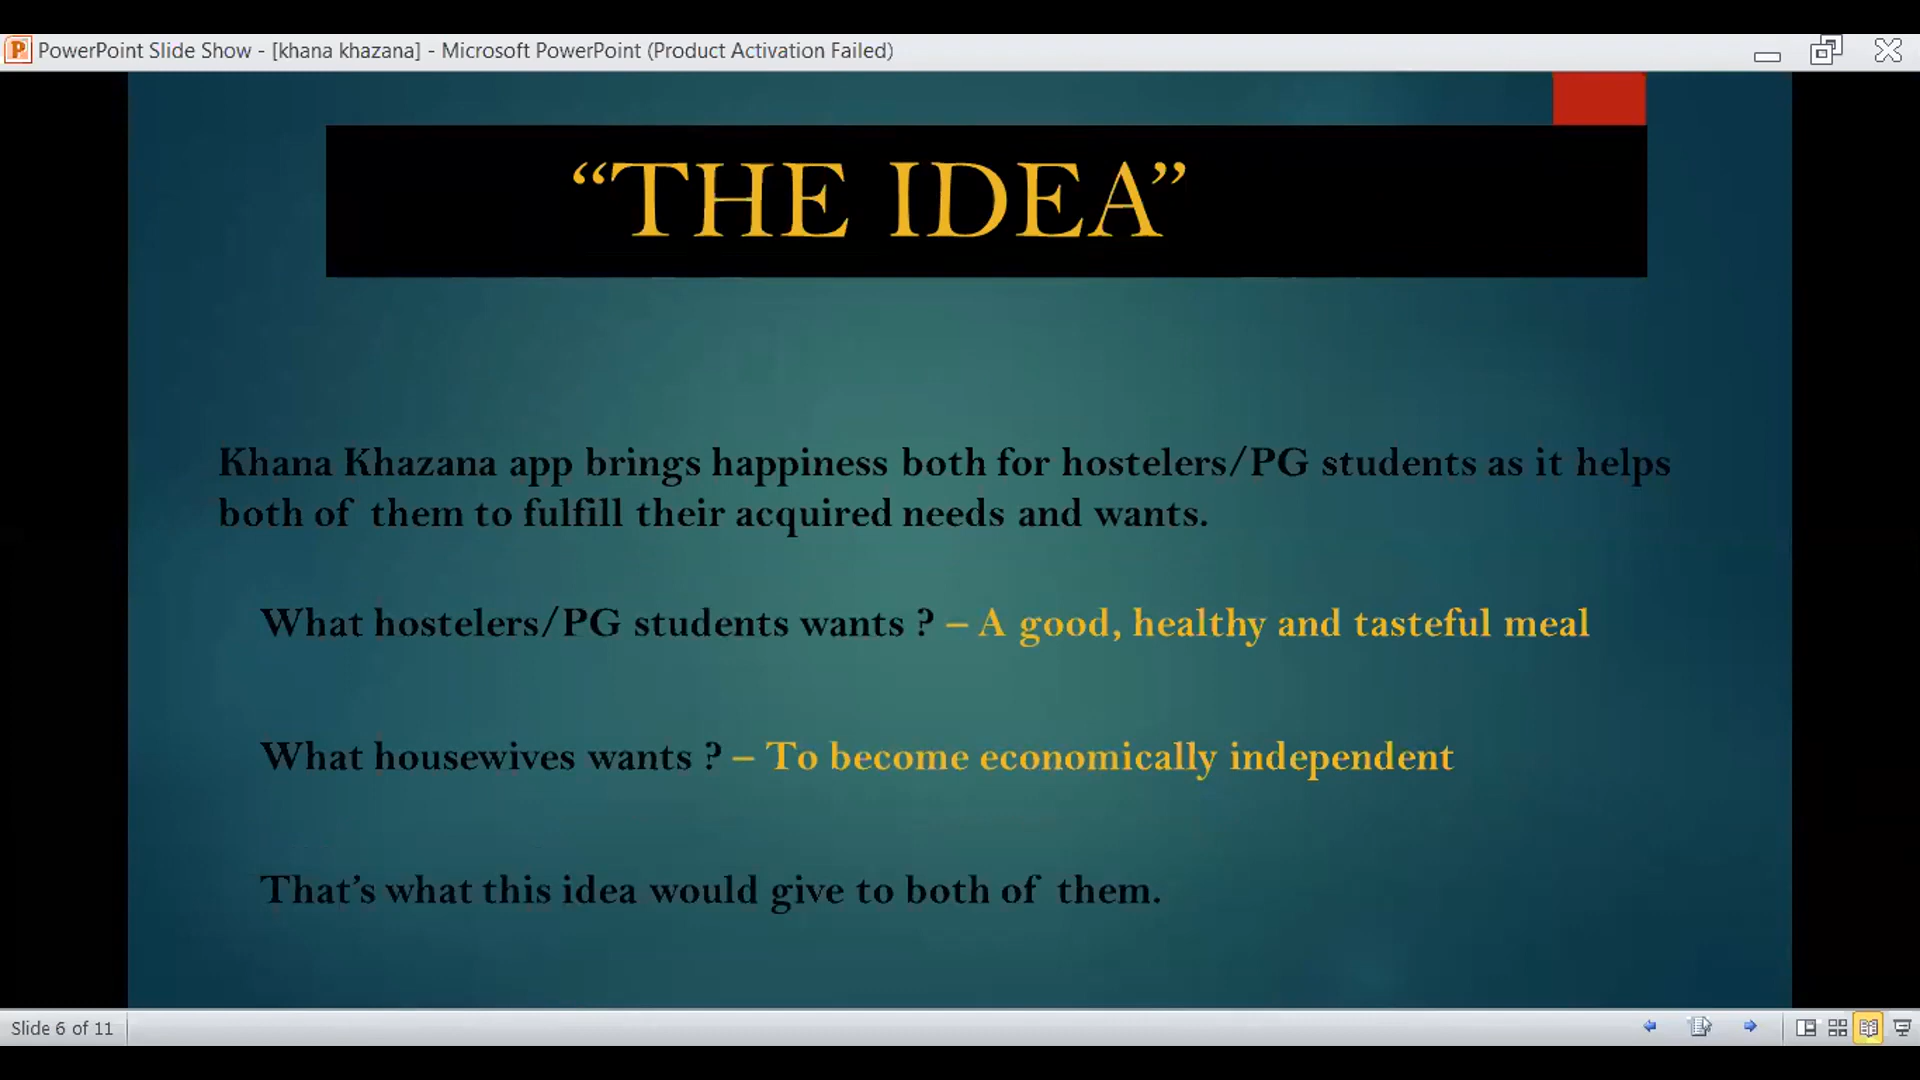 PowerPoint Slide Show - [khana khazana] - Microsoft PowerPoint (Product Activation Failed)
“THE IDEA”
Khana Khazana app brings happiness both for hostelers/PG students as it helps
both of them to fulfill their acquired needs and wants.
What hostelers/PG students wants ? – A good, healthy and tasteful meal
What housewives wants ? – To become economically independent
That’s what this idea would give to both of them.
Slide 6 of 11